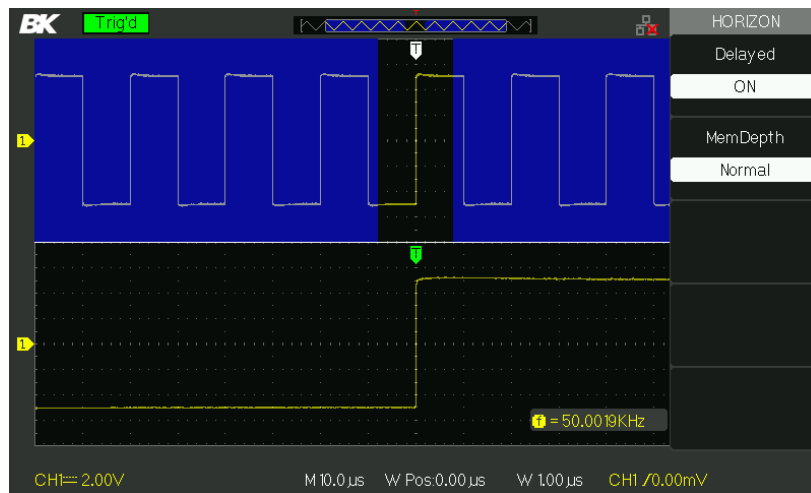 BK Trig'd HORIZON
Delayed
T
ON
1
MemDepth
Normal
T
1
f = 50.0019KHz
CH1 2.00V M 10.0µs W Pos:0.00µs W 1.00µs CH1 0.00mV